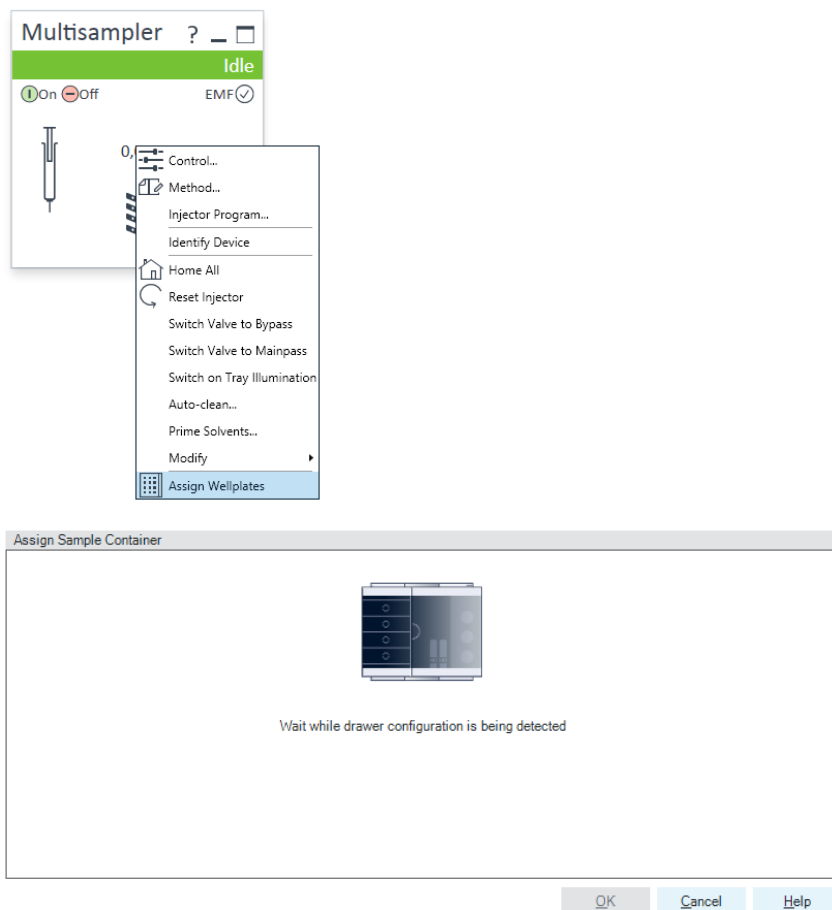 Multisampler ?
Idle
On Off EMF
0,
Control...
Method...
Injector Program...
Identify Device
Home All
Reset Injector
Switch Valve to Bypass
Switch Valve to Mainpass
Switch on Tray Illumination
Auto-clean...
Prime Solvents...
Modify
Assign Wellplates
Assign Sample Container
Wait while drawer configuration is being detected
OK Cancel Help